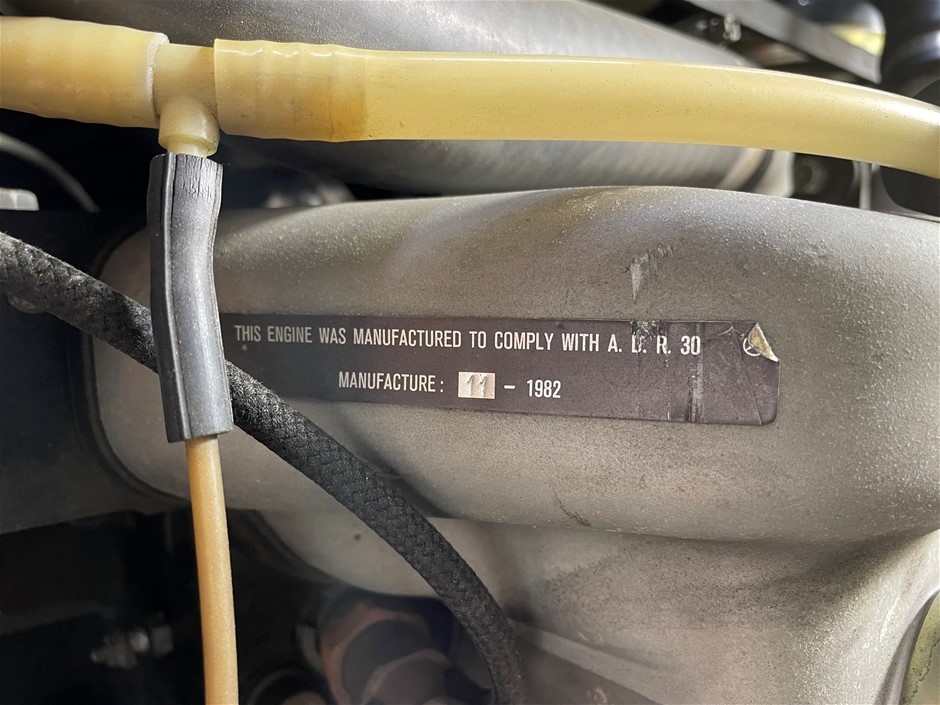 THIS ENGINE WAS MANUFACTURED TO COMPLY WITH A. D. R. 30
MANUFACTURE: 11 - 1982